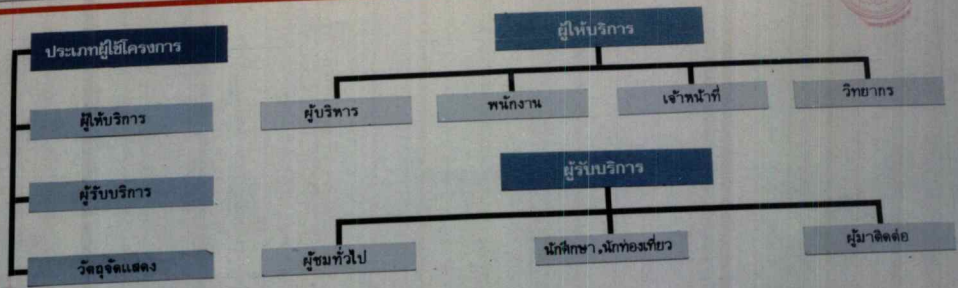 ประเภทผู้ใช้โครงการ
ผู้ให้บริการ
ผู้รับบริการ
วัตถุจัดแสดง
ผู้ให้บริการ
ผู้บริหาร
พนักงาน
เจ้าหน้าที่
วิทยากร
ผู้รับบริการ
ผู้ชมทั่วไป
นักศึกษา,นักท่องเที่ยว
ผู้มาติดต่อ